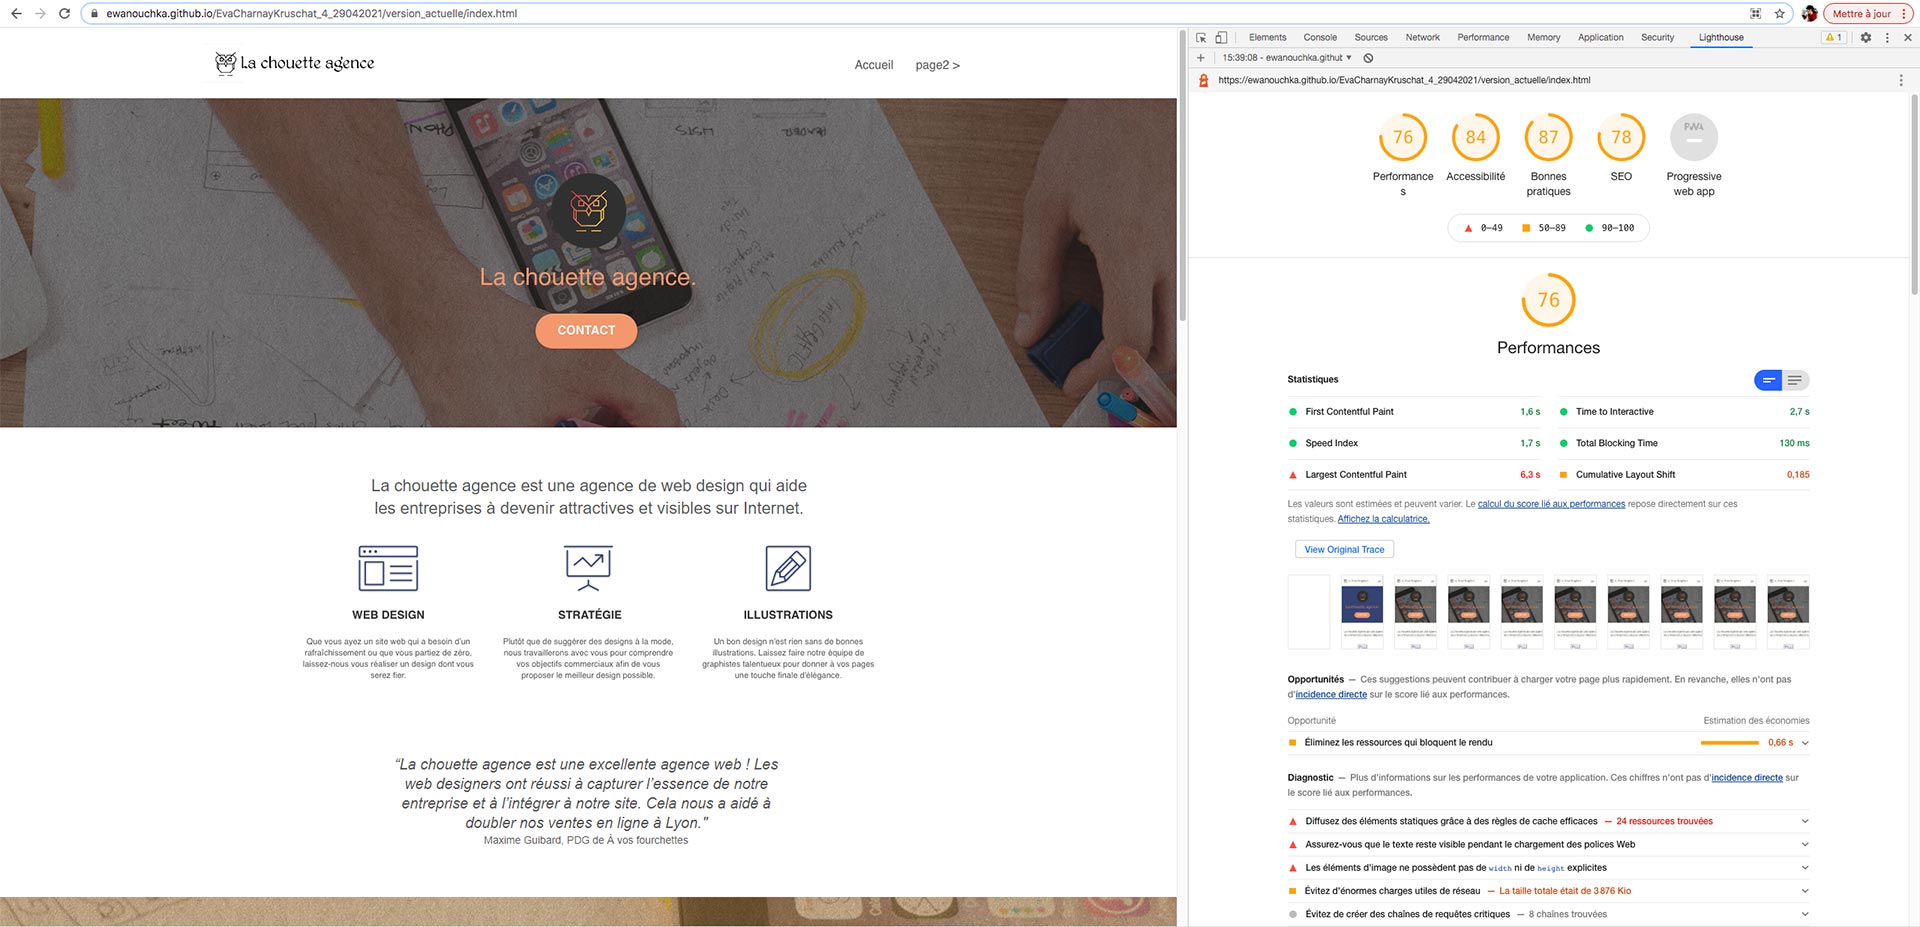 ewanouchka.github.io/EvaCharnayKruschat_4_29042021/version_actuelle/index.html
Mettre à jour
La chouette agence
Accueil
page2 >
La chouette agence.
CONTACT
La chouette agence est une agence de web design qui aide
les entreprises à devenir attractives et visibles sur Internet.
WEB DESIGN
Que vous ayez un site web qui a besoin d'un
rafraîchissement ou que vous partiez de zéro,
laissez-nous vous réaliser un design dont vous
serez fier.
STRATÉGIE
Plutôt que de suggérer des designs à la mode,
nous travaillerons avec vous pour comprendre
vos objectifs commerciaux afin de vous
proposer le meilleur design possible.
ILLUSTRATIONS
Un bon design n'est rien sans de bonnes
illustrations. Laissez faire notre équipe de
graphistes talentueux pour donner à vos pages
une touche finale d'élégance.
“La chouette agence est une excellente agence web ! Les
web designers ont réussi à capturer l’essence de notre
entreprise et à l’intégrer à notre site. Cela nous a aidé à
doubler nos ventes en ligne à Lyon."
Maxime Guibard, PDG de À vos fourchettes
Elements Console Sources Network Performance Memory Application Security Lighthouse 1
15:39:08 - ewanouchka.githut
https://ewanouchka.github.io/EvaCharnayKruschat_4_29042021/version_actuelle/index.html
76
Performance
s
84
Accessibilité
87
Bonnes
pratiques
78
SEO
PWA
Progressive
web app
0–49 50–89 90–100
76
Performances
Statistiques
First Contentful Paint 1,6 s
Time to Interactive 2,7 s
Speed Index 1,7 s
Total Blocking Time 130 ms
Largest Contentful Paint 6,3 s
Cumulative Layout Shift 0,185
Les valeurs sont estimées et peuvent varier. Le calcul du score lié aux performances repose directement sur ces
statistiques. Affichez la calculatrice.
View Original Trace
Opportunités — Ces suggestions peuvent contribuer à charger votre page plus rapidement. En revanche, elles n'ont pas
d'incidence directe sur le score lié aux performances.
Opportunité Estimation des économies
Éliminez les ressources qui bloquent le rendu 0,66 s
Diagnostic — Plus d'informations sur les performances de votre application. Ces chiffres n'ont pas d'incidence directe sur
le score lié aux performances.
Diffusez des éléments statiques grâce à des règles de cache efficaces — 24 ressources trouvées
Assurez-vous que le texte reste visible pendant le chargement des polices Web
Les éléments d'image ne possèdent pas de width ni de height explicites
Évitez d'énormes charges utiles de réseau — La taille totale était de 3 876 Kio
Évitez de créer des chaînes de requêtes critiques — 8 chaînes trouvées